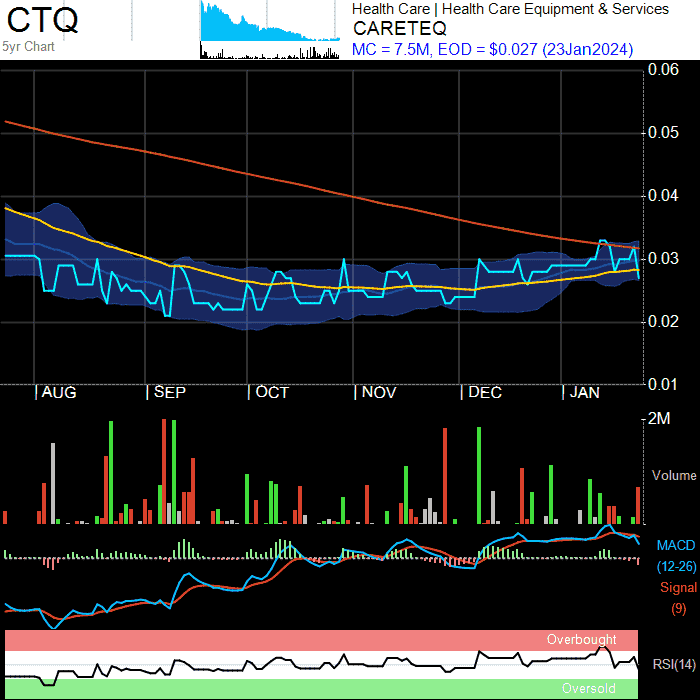 CTQ
5yr Chart
Health Care | Health Care Equipment & Services
CARETEQ
MC = 7.5M, EOD = $0.027 (23Jan2024)
0.06
0.05
0.04
0.03
0.02
0.01
| AUG | SEP | OCT | NOV | DEC | JAN
2M
Volume
MACD
(12-26)
Signal
(9)
Overbought
RSI(14)
Oversold